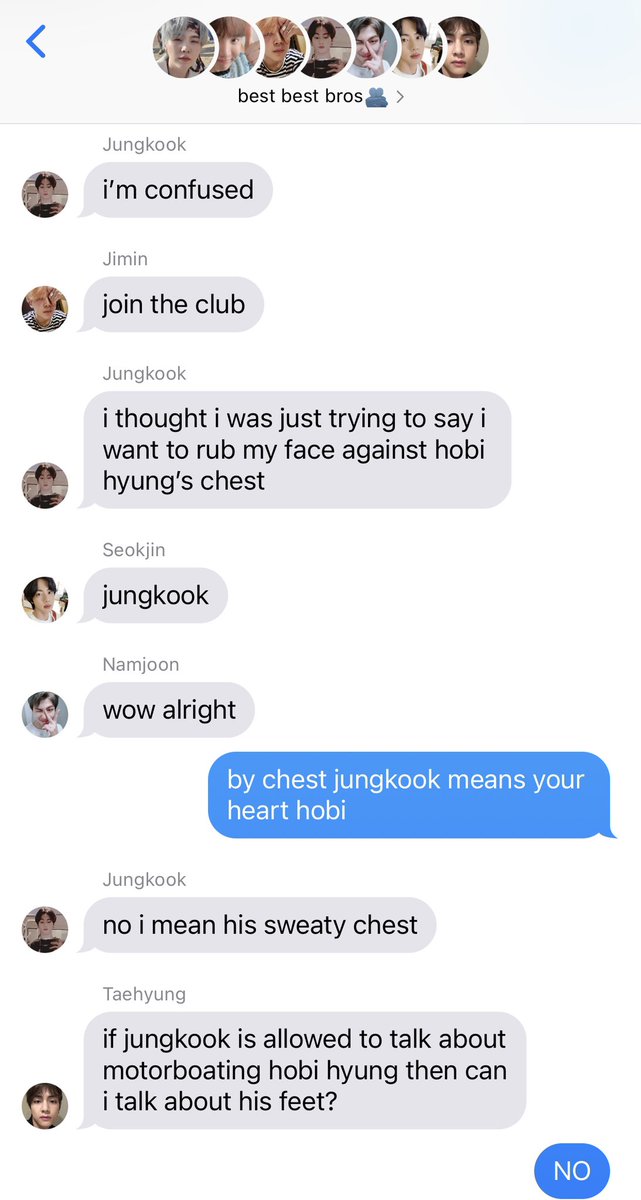 best best bros🫂 >
Jungkook
i’m confused
Jimin
join the club
Jungkook
i thought i was just trying to say i
want to rub my face against hobi
hyung’s chest
Seokjin
jungkook
Namjoon
wow alright
by chest jungkook means your
heart hobi
Jungkook
no i mean his sweaty chest
Taehyung
if jungkook is allowed to talk about
motorboating hobi hyung then can
i talk about his feet?
NO